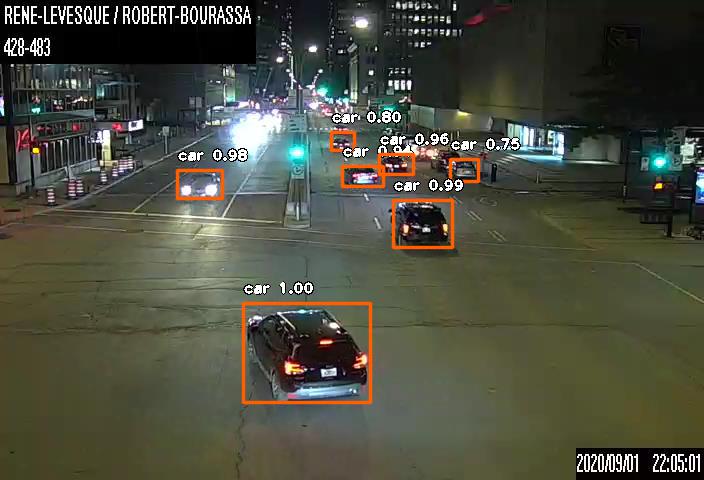 RENE-LEVESQUE / ROBERT-BOURASSA
428-483
car 0.80
car 0.96
car 0.75
car 0.98
car 0.99
car 1.00
2020/09/01 22:05:01